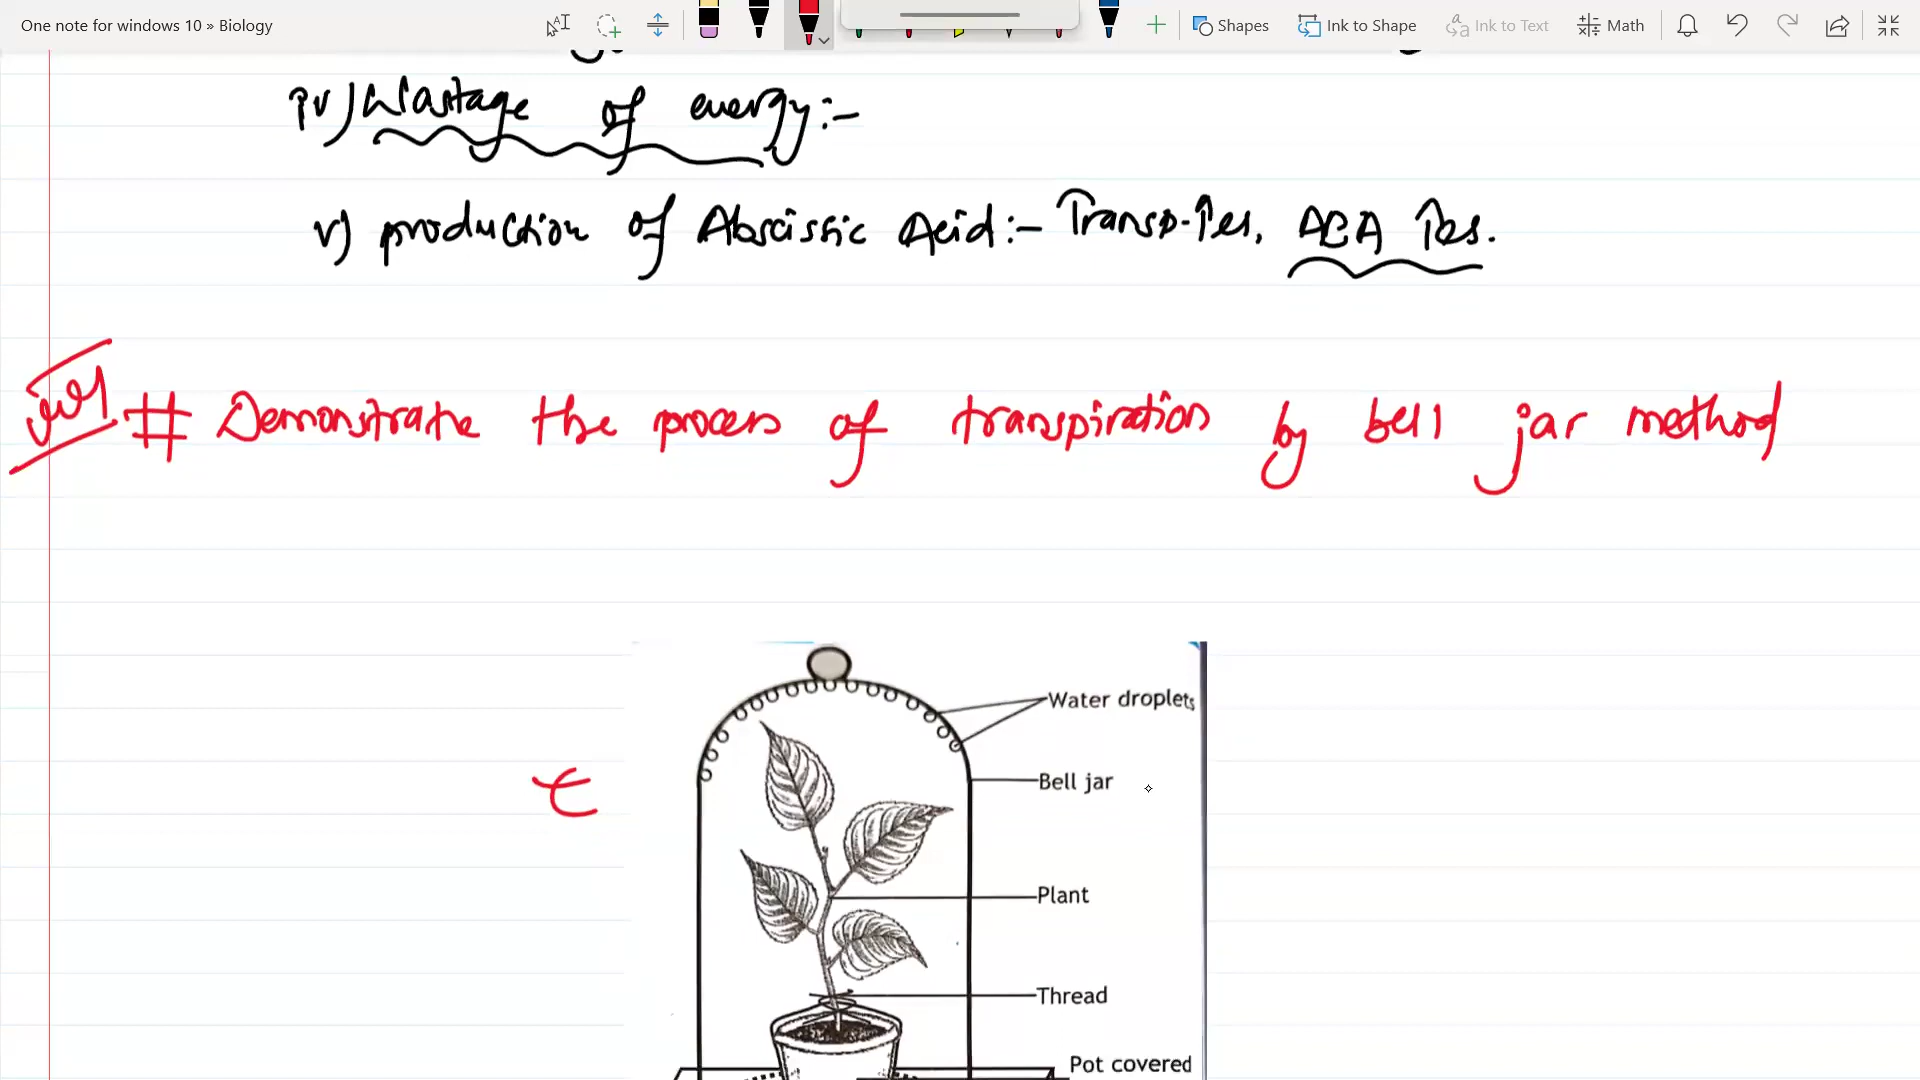 One note for windows 10 » Biology
Shapes
Ink to Shape
Ink to Text
Math
iv) Wastage of energy:-
v) production of Abscissic Acid:- Transp. ↑es, ABA ↑es.
# Demonstrate the process of transpiration by bell jar method
Water droplets
Bell jar
Plant
Thread
Pot covered